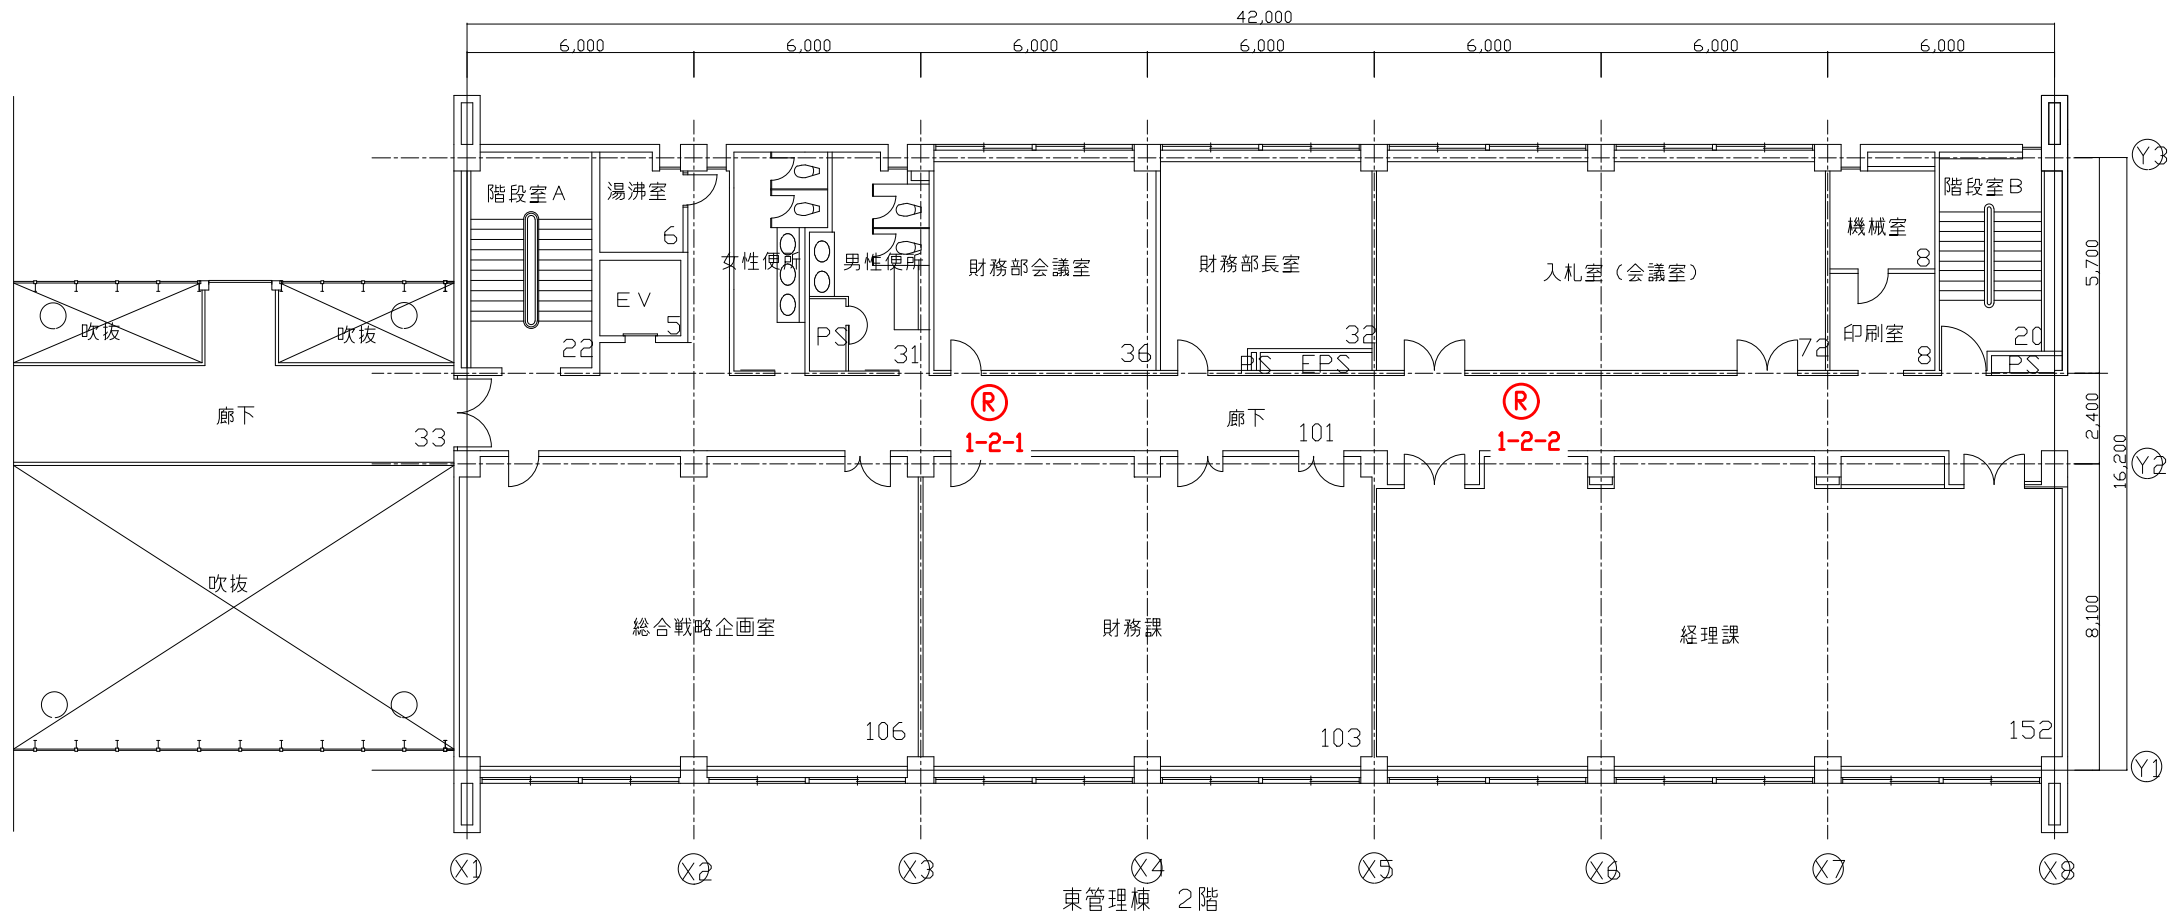 42,000
6,000 6,000 6,000 6,000 6,000 6,000 6,000
Y3
階段室A
湯沸室
6
女性便所
男性便所
財務部会議室
財務部長室
入札室（会議室）
機械室
8
階段室B
5,700
EV
5
PS
22
31
36
32
PS EPS
72
印刷室
8
20
PS
吹抜
吹抜
廊下
33
R
1-2-1
廊下
101
R
1-2-2
2,400
16,200
Y2
吹抜
総合戦略企画室
106
財務課
103
経理課
152
8,100
Y1
X1 X2 X3 X4 X5 X6 X7 X8
東管理棟　2階